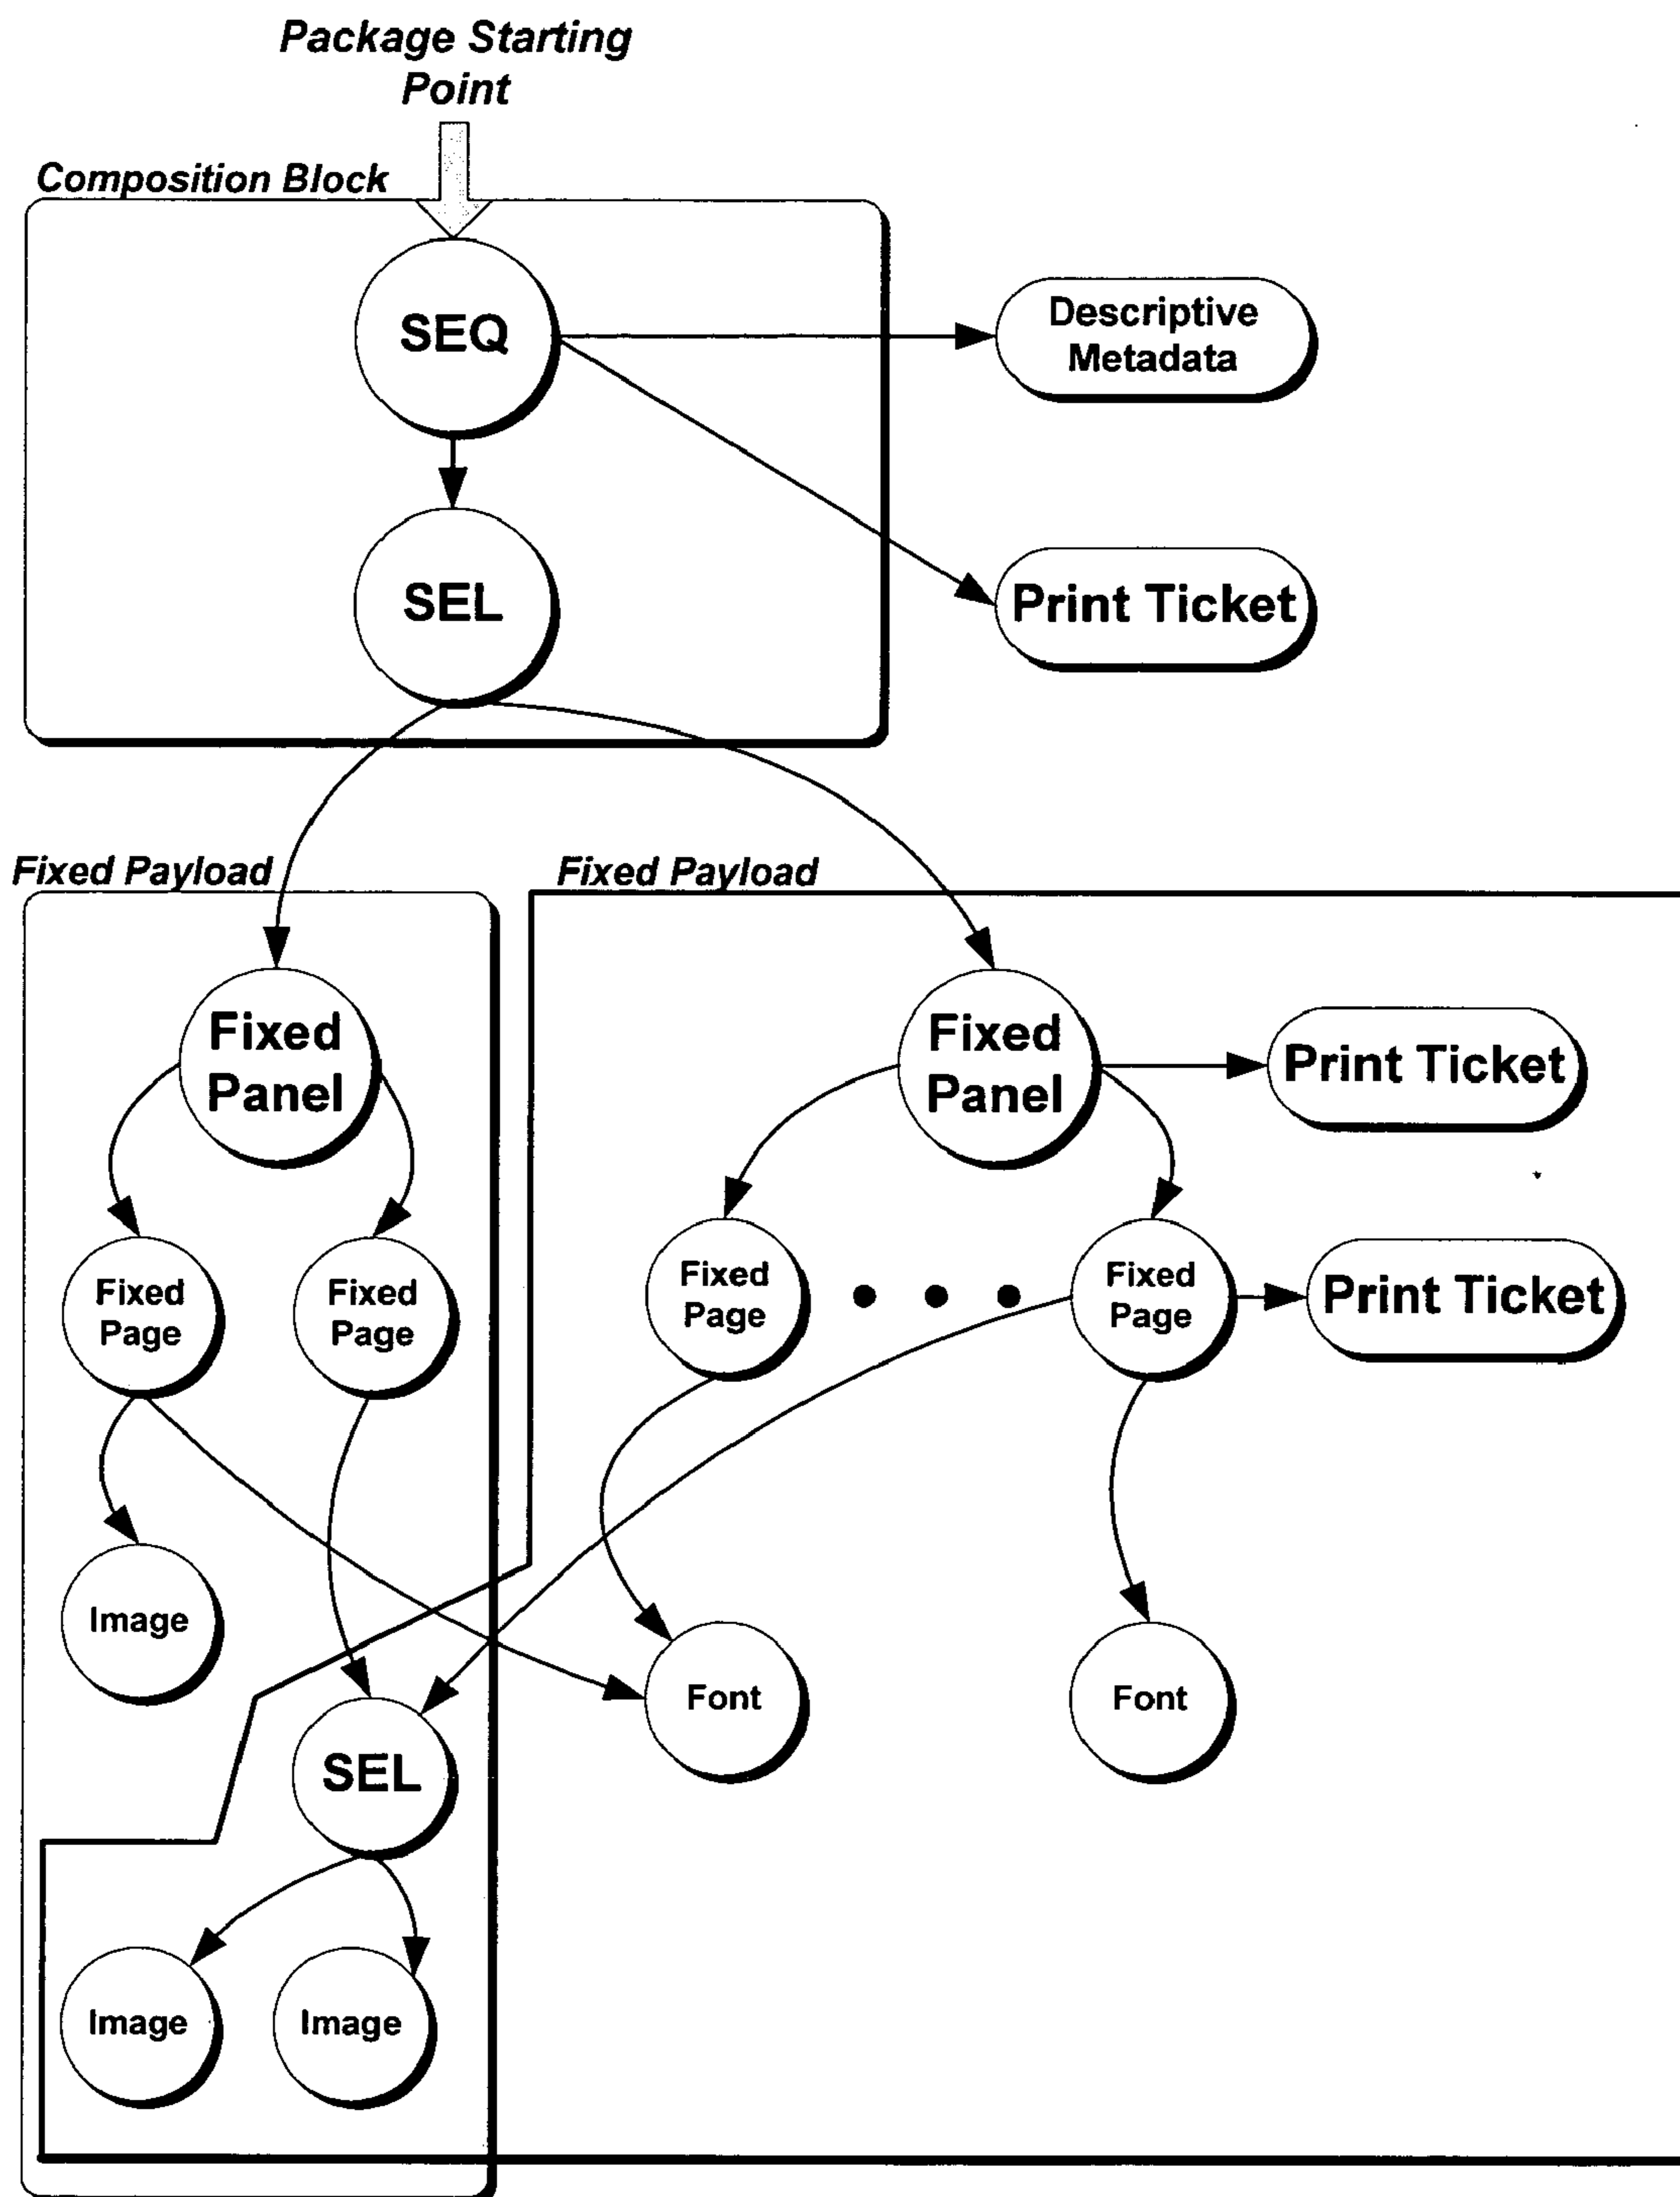 Package Starting
Point
Composition Block
SEQ
Descriptive
Metadata
SEL
Print Ticket
Fixed Payload
Fixed Payload
Fixed
Panel
Fixed
Panel
Print Ticket
Fixed
Page
Fixed
Page
Fixed
Page
Fixed
Page
Print Ticket
Image
Font
Font
SEL
Image
Image